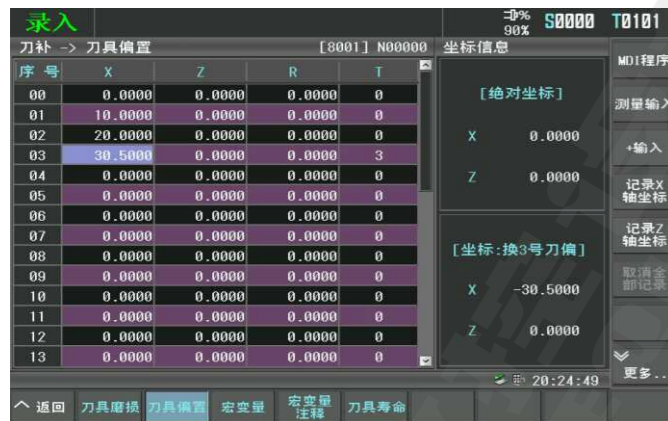 录入 90% S0000 T0101
刀补 -> 刀具偏置 [8001] N00000 坐标信息
序 号 X Z R T
00 0.0000 0.0000 0.0000 0
01 10.0000 0.0000 0.0000 0
02 20.0000 0.0000 0.0000 0
03 30.5000 0.0000 0.0000 3
04 0.0000 0.0000 0.0000 0
05 0.0000 0.0000 0.0000 0
06 0.0000 0.0000 0.0000 0
07 0.0000 0.0000 0.0000 0
08 0.0000 0.0000 0.0000 0
09 0.0000 0.0000 0.0000 0
10 0.0000 0.0000 0.0000 0
11 0.0000 0.0000 0.0000 0
12 0.0000 0.0000 0.0000 0
13 0.0000 0.0000 0.0000 0
[绝对坐标]
X 0.0000
Z 0.0000
[坐标:换3号刀偏]
X -30.5000
Z 0.0000
MDI程序
测量输入
+输入
记录X
轴坐标
记录Z
轴坐标
取消全
部记录
更多..
20:24:49
返回 刀具磨损 刀具偏置 宏变量 宏变量
注释 刀具寿命